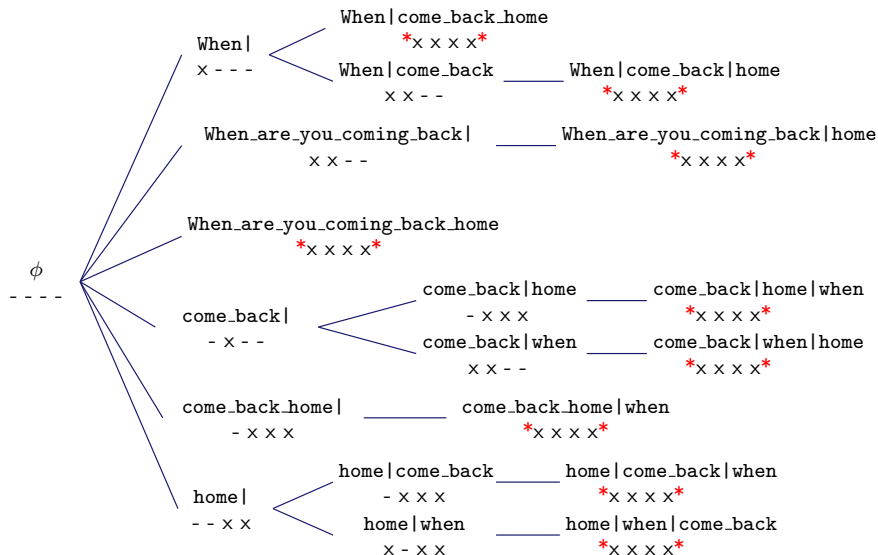 When|come_back_home
*x x x x*
When|
x - - -
When|come_back
x x - -
When|come_back|home
*x x x x*
When_are_you_coming_back|
x x - -
When_are_you_coming_back|home
*x x x x*
When_are_you_coming_back_home
*x x x x*
ϕ
- - - -
come_back|
- x - -
come_back|home
- x x x
come_back|home|when
*x x x x*
come_back|when
x x - -
come_back|when|home
*x x x x*
come_back_home|
- x x x
come_back_home|when
*x x x x*
home|
- - x x
home|come_back
- x x x
home|come_back|when
*x x x x*
home|when
x - x x
home|when|come_back
*x x x x*